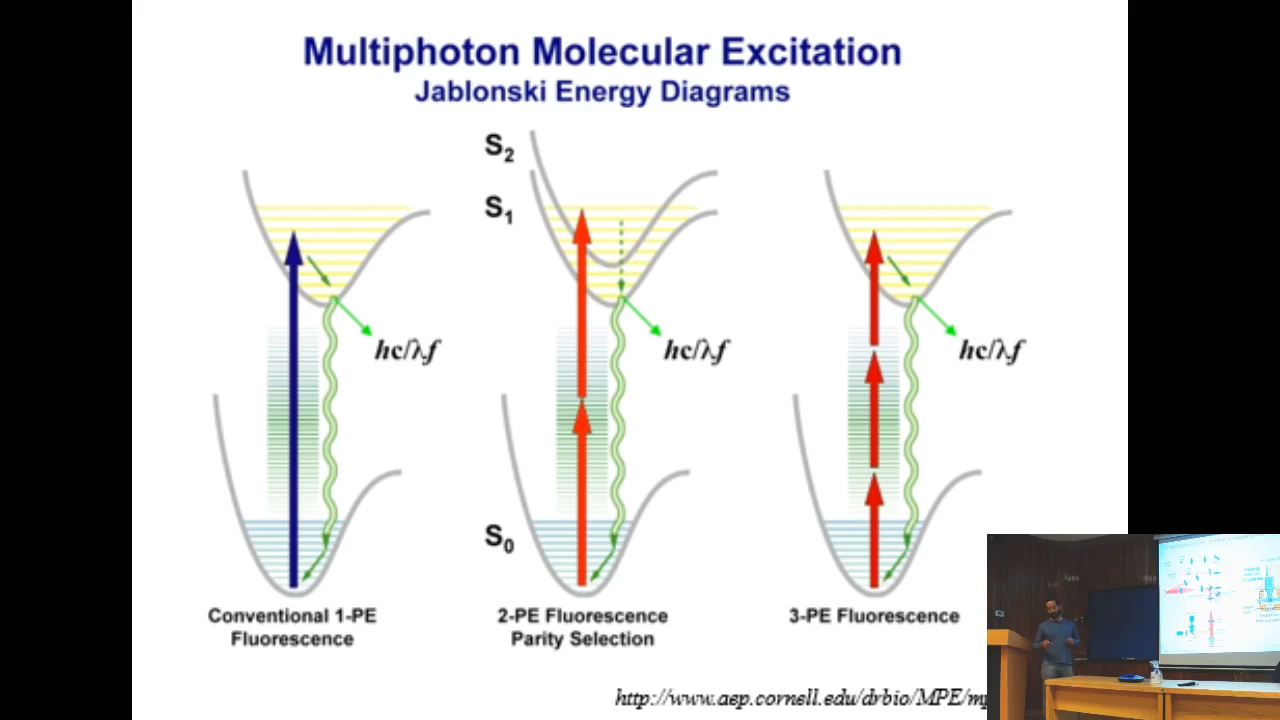 Multiphoton Molecular Excitation
Jablonski Energy Diagrams
S2
S1
S0
hc/λf
hc/λf
hc/λf
Conventional 1-PE
Fluorescence
2-PE Fluorescence
Parity Selection
3-PE Fluorescence
http://www.aep.cornell.edu/drbio/MPE/mp